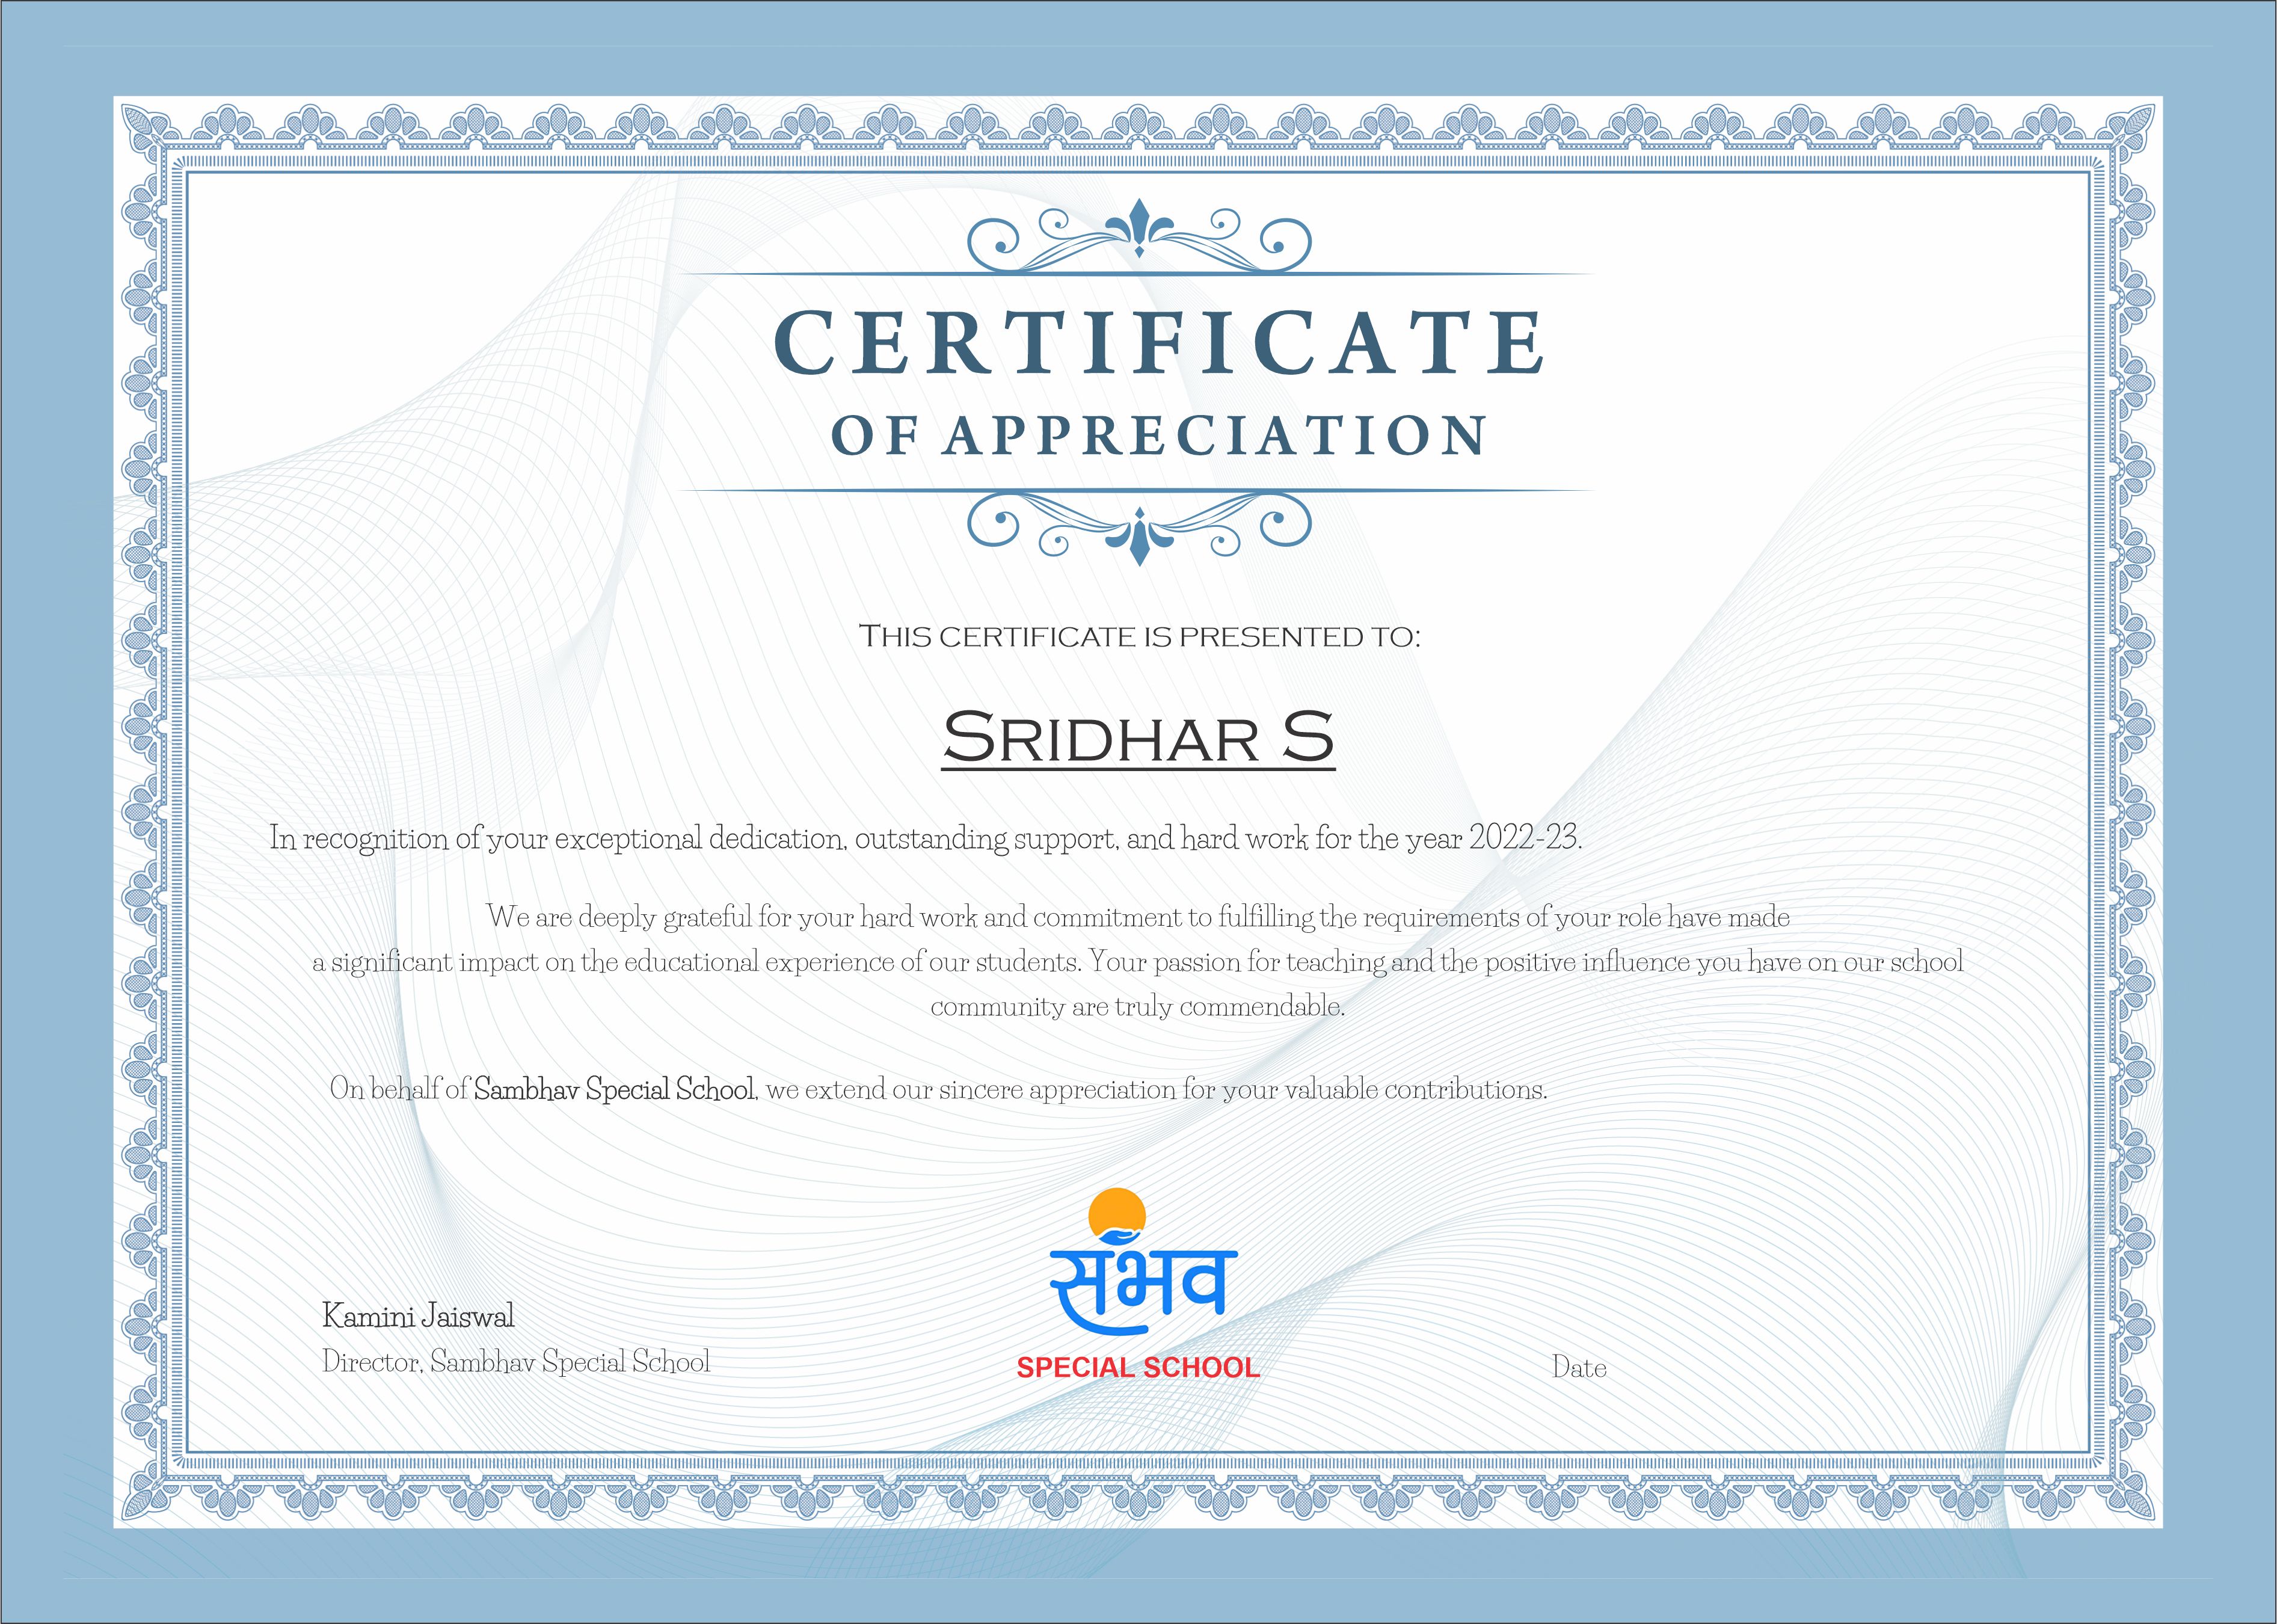 CERTIFICATE
OF APPRECIATION
THIS CERTIFICATE IS PRESENTED TO:
SRIDHAR S
In recognition of your exceptional dedication, outstanding support, and hard work for the year 2022-23.
We are deeply grateful for your hard work and commitment to fulfilling the requirements of your role have made
a significant impact on the educational experience of our students. Your passion for teaching and the positive influence you have on our school
community are truly commendable.
On behalf of Sambhav Special School, we extend our sincere appreciation for your valuable contributions.
संभव
SPECIAL SCHOOL
Kamini Jaiswal
Director, Sambhav Special School
Date